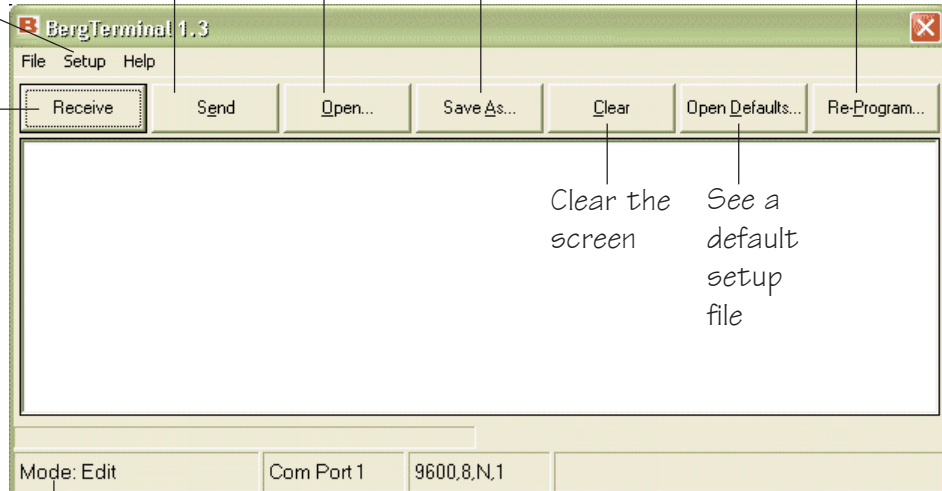 B BergTerminal 1.3
File Setup Help
Receive Send Open... Save As... Clear Open Defaults... Re-Program...
Clear the See a
screen default
setup
file
Mode: Edit Com Port 1 9600,8,N,1